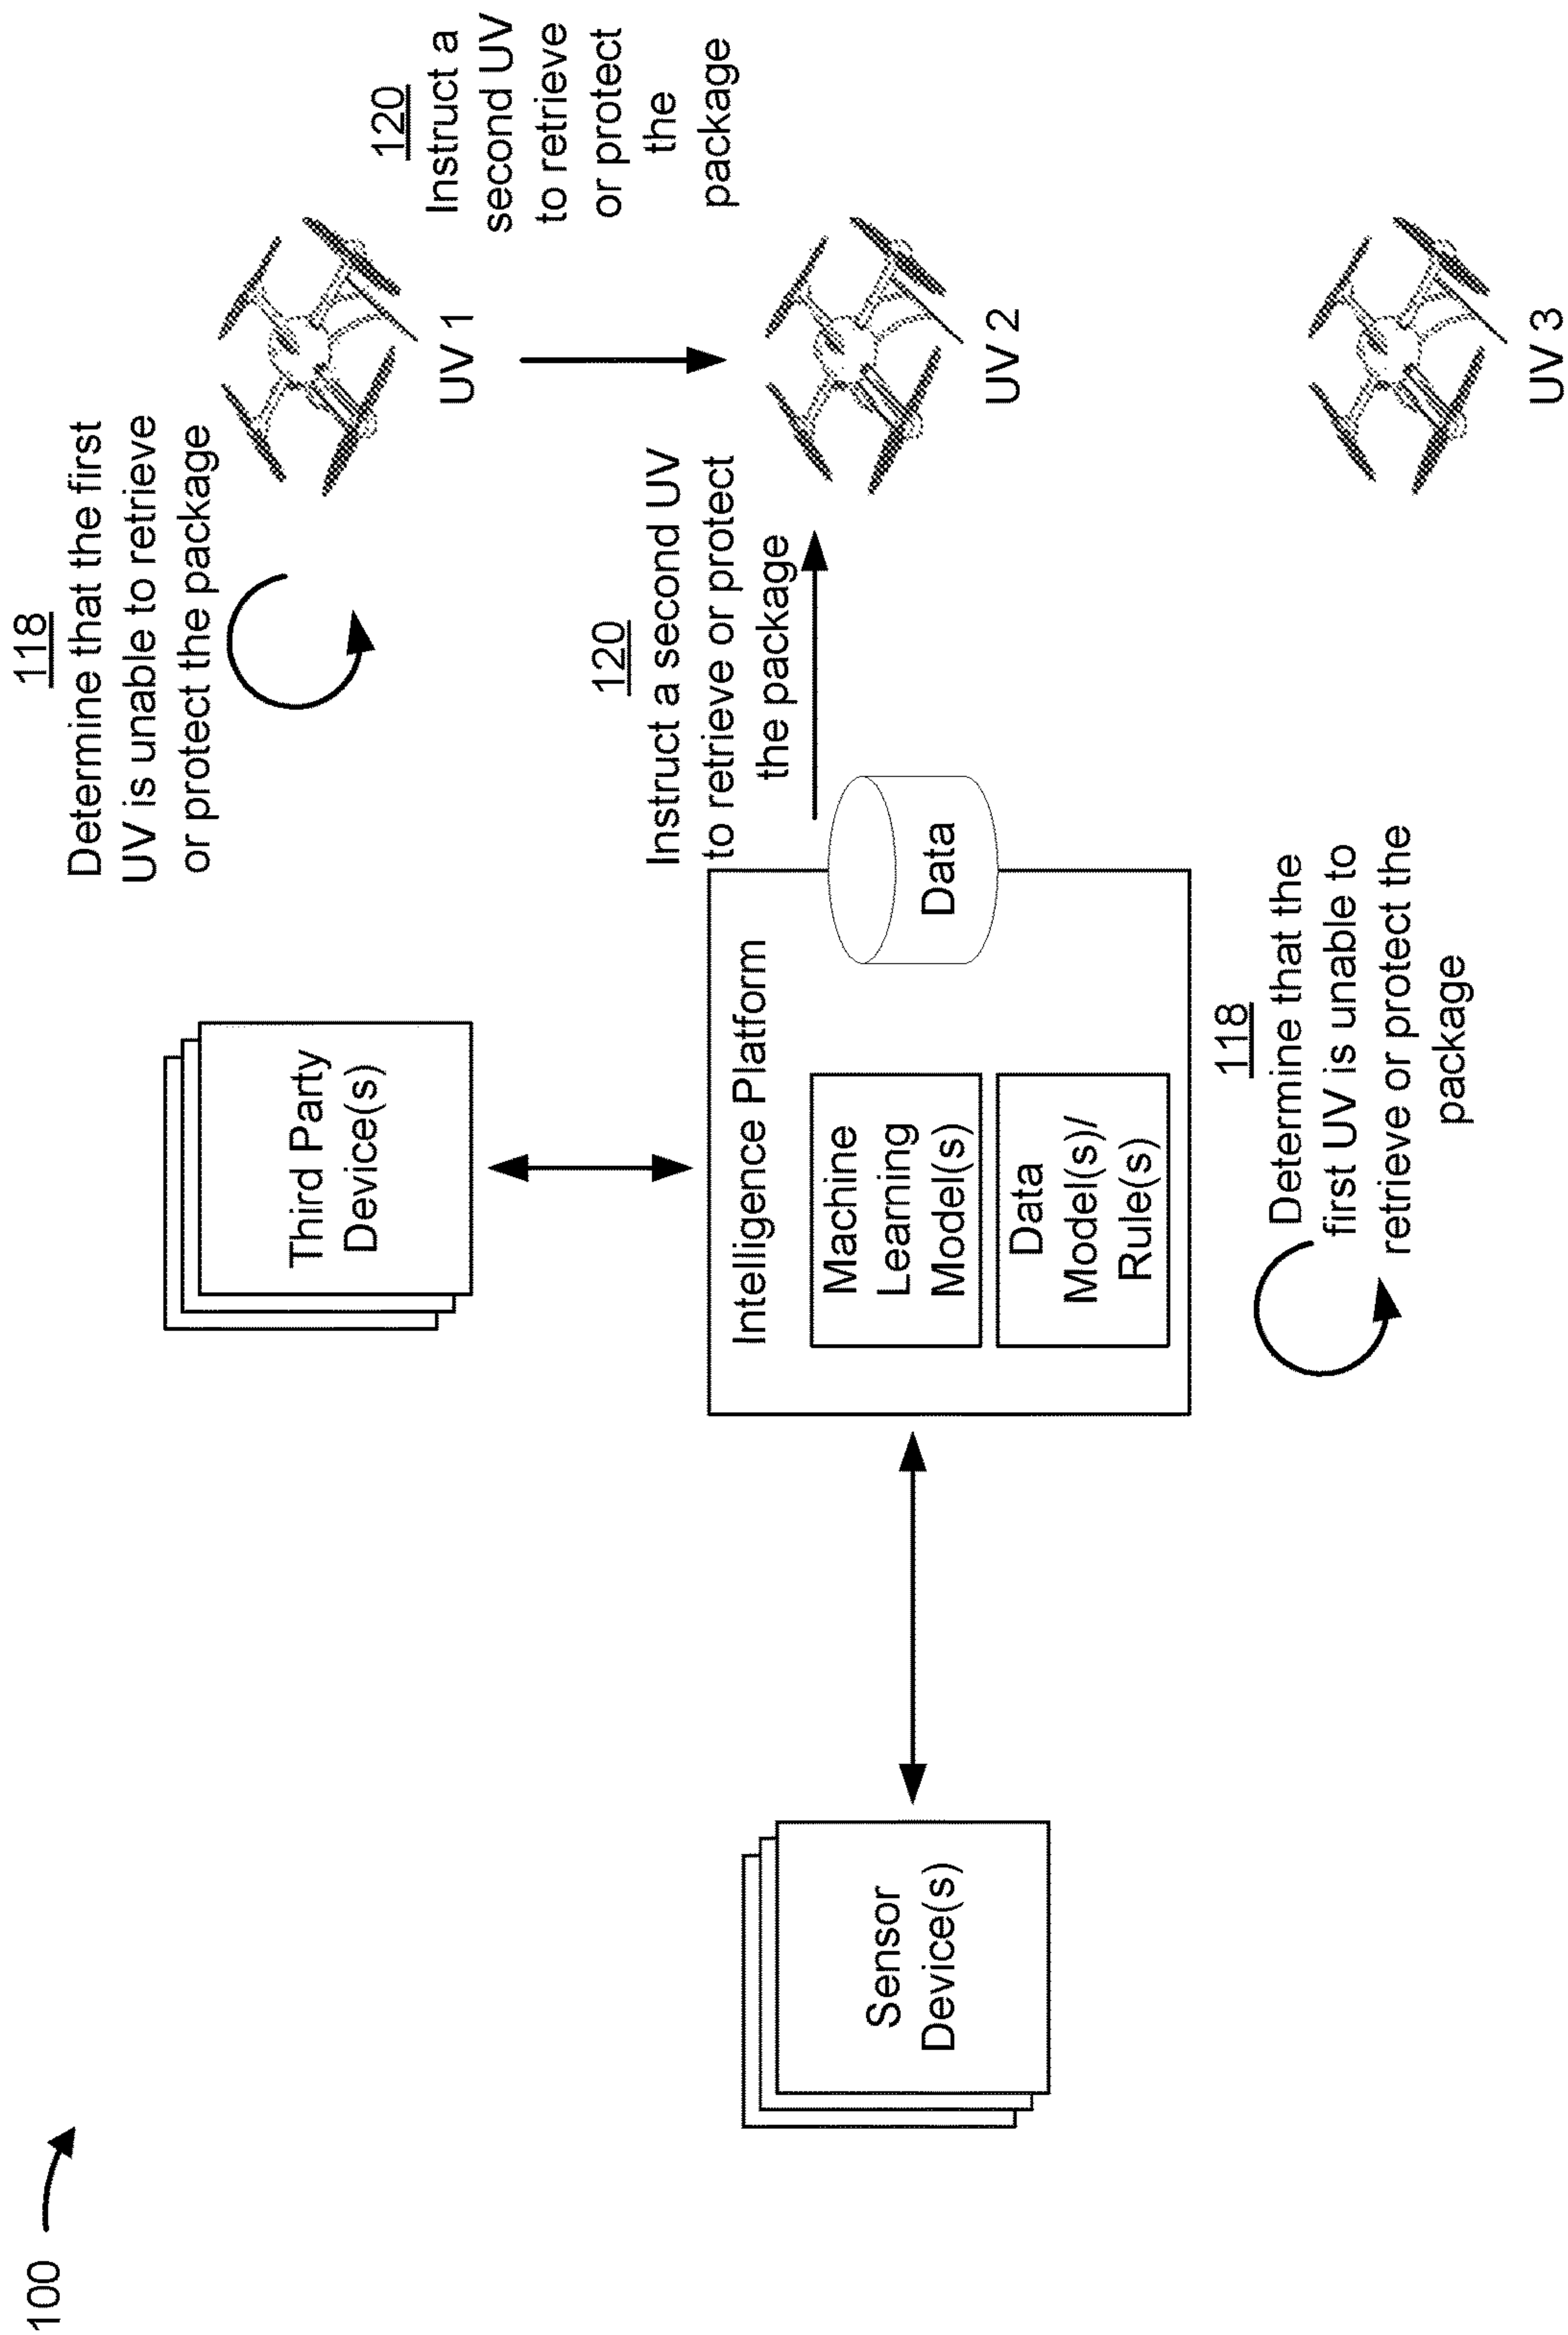 100
118
Determine that the first
UV is unable to retrieve
or protect the package
120
Instruct a
second UV
to retrieve
or protect
the
package
UV 1
Third Party
Device(s)
120
Instruct a second UV
to retrieve or protect
the package
UV 2
Sensor
Device(s)
Intelligence Platform
Machine
Learning
Model(s)
Data
Model(s)/
Rule(s)
Data
118
Determine that the
first UV is unable to
retrieve or protect the
package
UV 3